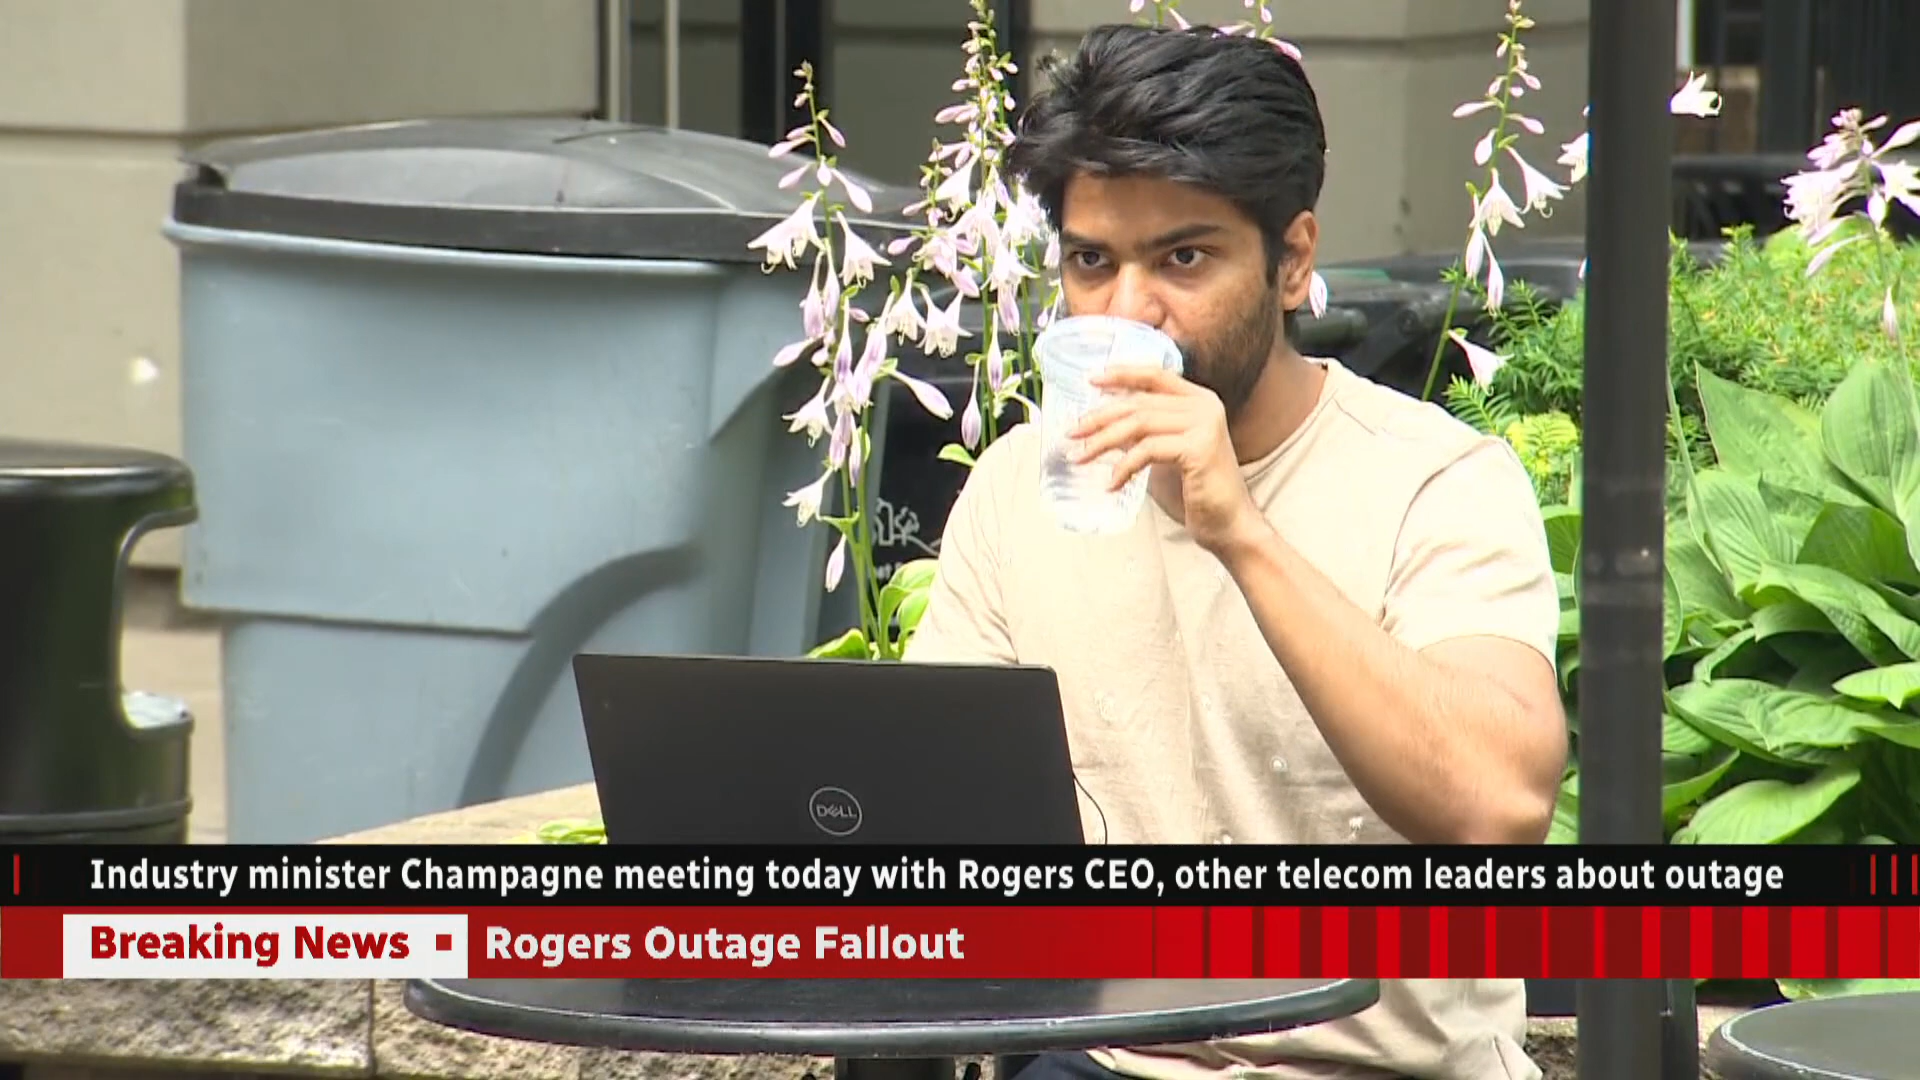 DELL
Industry minister Champagne meeting today with Rogers CEO, other telecom leaders about outage
Breaking News ▪ Rogers Outage Fallout